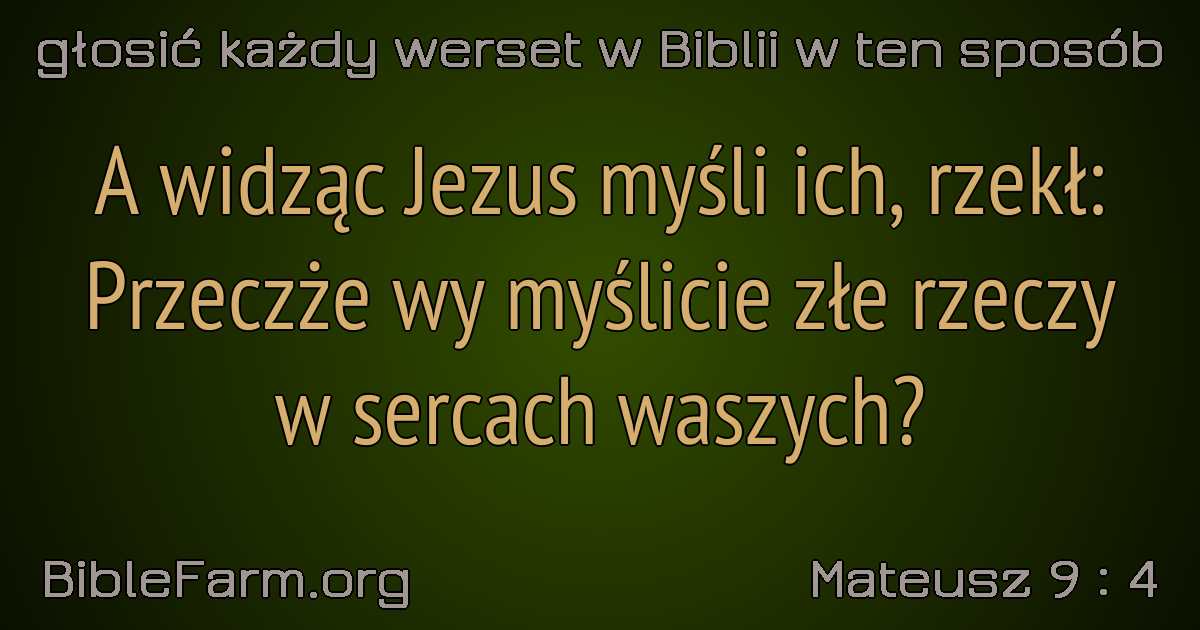 głosić każdy werset w Biblii w ten sposób
A widząc Jezus myśli ich, rzekł:
Przeczże wy myślicie złe rzeczy
w sercach waszych?
BibleFarm.org
Mateusz 9 : 4